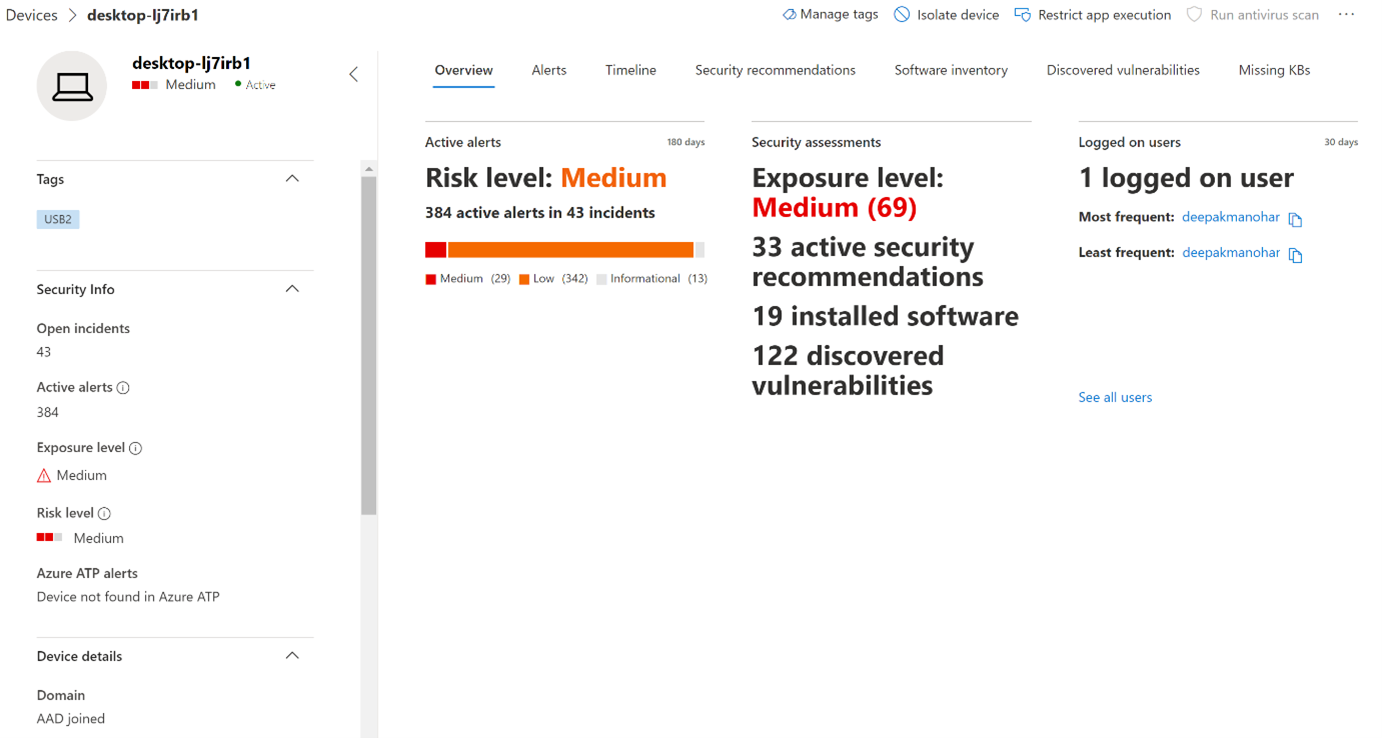 Devices > desktop-lj7irb1
Manage tags Isolate device Restrict app execution Run antivirus scan ...
desktop-lj7irb1
Medium Active
Tags
USB2
Security Info
Open incidents
43
Active alerts
384
Exposure level
Medium
Risk level
Medium
Azure ATP alerts
Device not found in Azure ATP
Device details
Domain
AAD joined
Overview Alerts Timeline Security recommendations Software inventory Discovered vulnerabilities Missing KBs
Active alerts 180 days
Risk level: Medium
384 active alerts in 43 incidents
Medium (29) Low (342) Informational (13)
Security assessments
Exposure level:
Medium (69)
33 active security
recommendations
19 installed software
122 discovered
vulnerabilities
Logged on users 30 days
1 logged on user
Most frequent: deepakmanohar
Least frequent: deepakmanohar
See all users